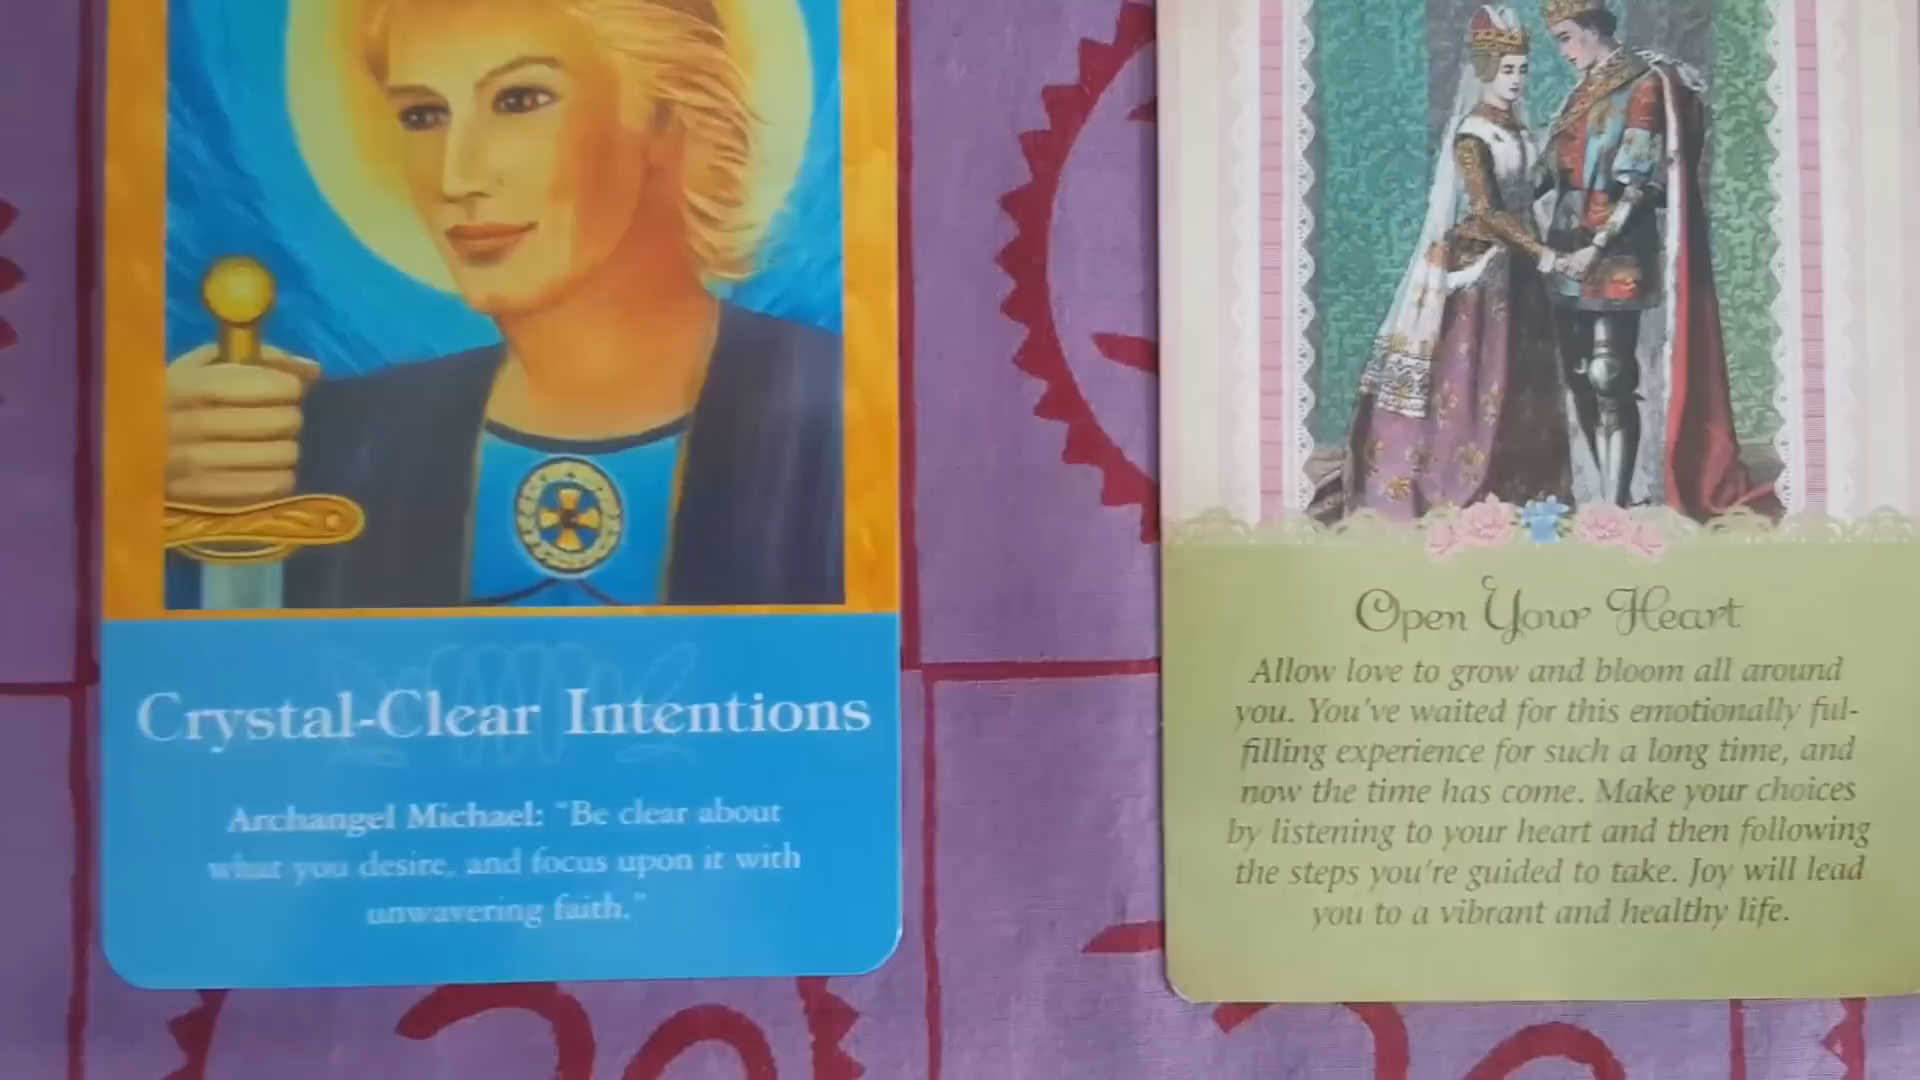 Crystal-Clear Intentions
Archangel Michael: “Be clear about
what you desire, and focus upon it with
unwavering faith.”
Open Your Heart
Allow love to grow and bloom all around
you. You've waited for this emotionally ful-
filling experience for such a long time, and
now the time has come. Make your choices
by listening to your heart and then following
the steps you're guided to take. Joy will lead
you to a vibrant and healthy life.